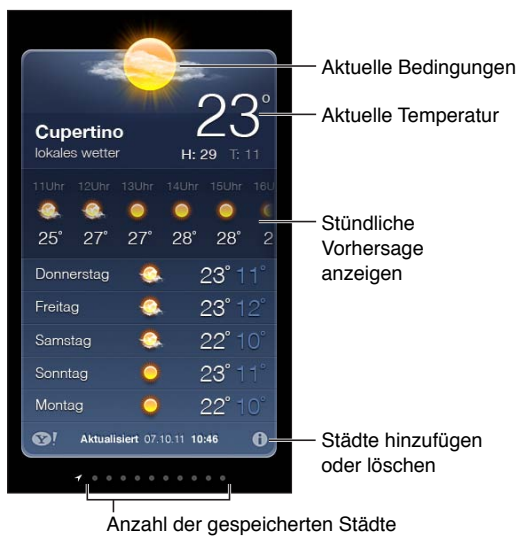 Aktuelle Bedingungen
23°
Aktuelle Temperatur
Cupertino
lokales wetter
H: 29 T: 11
11Uhr 12Uhr 13Uhr 14Uhr 15Uhr 16U
25° 27° 27° 28° 28° 2
Stündliche
Vorhersage
anzeigen
Donnerstag 23° 11°
Freitag 23° 12°
Samstag 22° 10°
Sonntag 23° 11°
Montag 22° 10°
Y! Aktualisiert 07.10.11 10:46 i
Städte hinzufügen
oder löschen
Anzahl der gespeicherten Städte